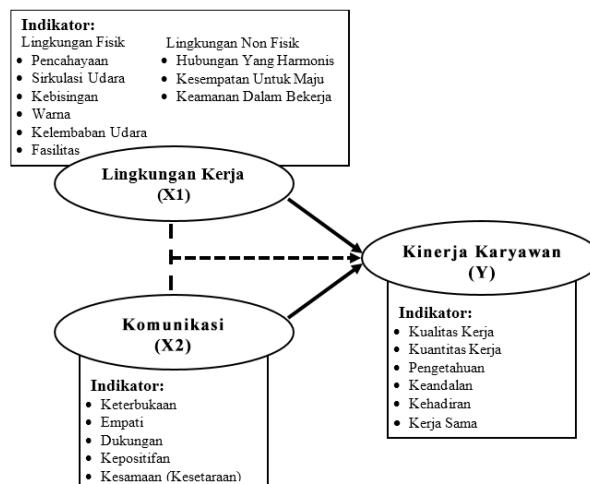 Indikator:
Lingkungan Fisik
• Pencahayaan
• Sirkulasi Udara
• Kebisingan
• Warna
• Kelembaban Udara
• Fasilitas
Lingkungan Non Fisik
• Hubungan Yang Harmonis
• Kesempatan Untuk Maju
• Keamanan Dalam Bekerja
Lingkungan Kerja
(X1)
Kinerja Karyawan
(Y)
Indikator:
• Kualitas Kerja
• Kuantitas Kerja
• Pengetahuan
• Keandalan
• Kehadiran
• Kerja Sama
Komunikasi
(X2)
Indikator:
• Keterbukaan
• Empati
• Dukungan
• Kepositifan
• Kesamaan (Kesetaraan)